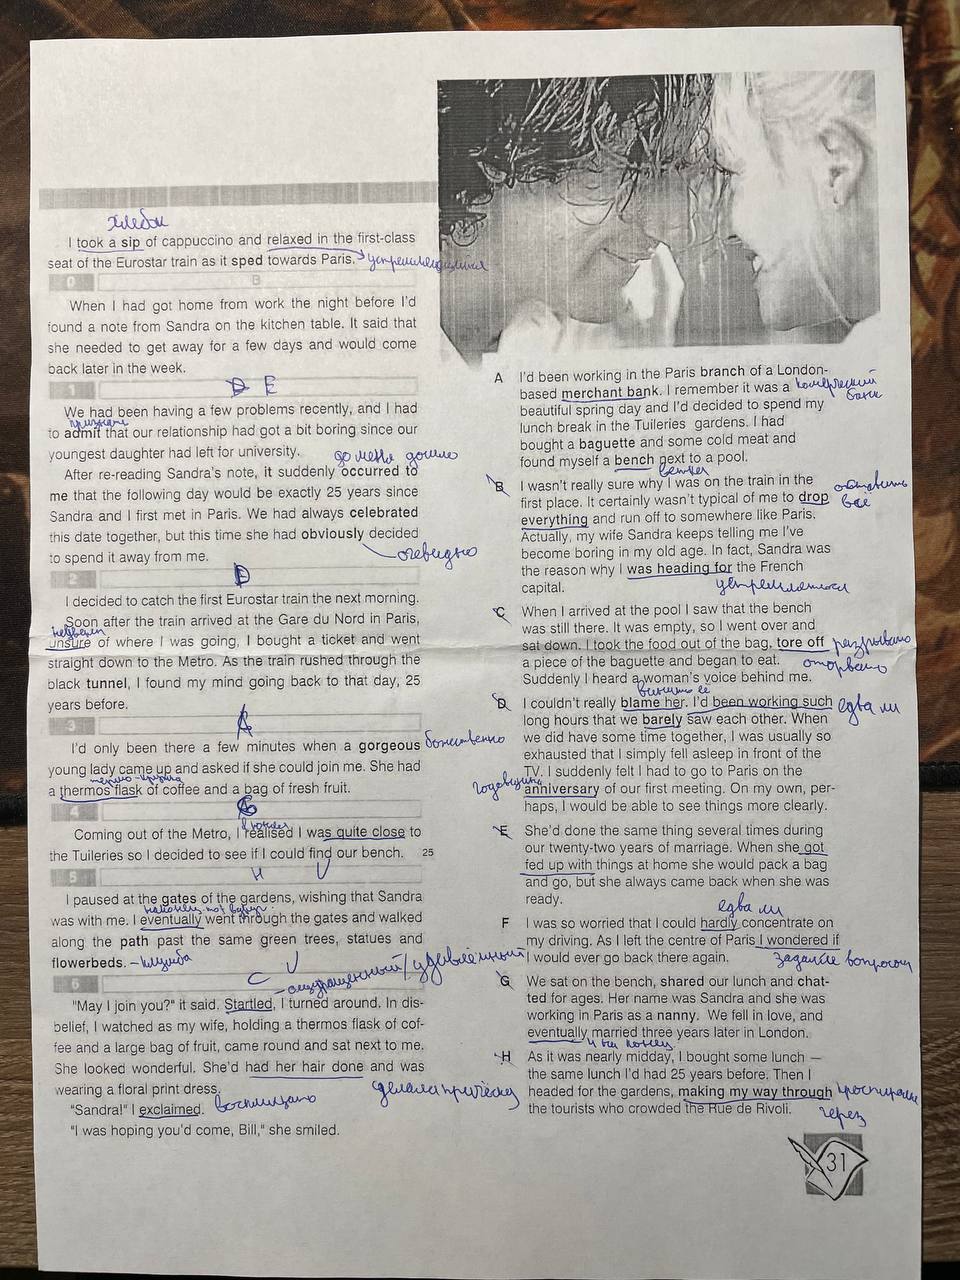 хлебок
I took a sip of cappuccino and relaxed in the first-class
seat of the Eurostar train as it sped towards Paris.
0 B
When I had got home from work the night before I'd
found a note from Sandra on the kitchen table. It said that
she needed to get away for a few days and would come
back later in the week.
1 D E
We had been having a few problems recently, and I had
признать
to admit that our relationship had got a bit boring since our
youngest daughter had left for university.
до меня дошло
After re-reading Sandra's note, it suddenly occurred to
me that the following day would be exactly 25 years since
Sandra and I first met in Paris. We had always celebrated
this date together, but this time she had obviously decided
to spend it away from me. очевидно
2 D
I decided to catch the first Eurostar train the next morning.
Soon after the train arrived at the Gare du Nord in Paris,
unsure of where I was going, I bought a ticket and went
straight down to the Metro. As the train rushed through the
black tunnel, I found my mind going back to that day, 25
years before.
3 A
I'd only been there a few minutes when a gorgeous божественно
young lady came up and asked if she could join me. She had
термо-кружка
a thermos flask of coffee and a bag of fresh fruit.
4 G
Coming out of the Metro, I realised I was quite close to
the Tuileries so I decided to see if I could find our bench. 25
5 H V
I paused at the gates of the gardens, wishing that Sandra
was with me. I eventually went through the gates and walked
along the path past the same green trees, statues and
flowerbeds. – клумба
6 C V
"May I join you?" it said. Startled, I turned around. In dis-
belief, I watched as my wife, holding a thermos flask of cof-
fee and a large bag of fruit, came round and sat next to me.
She looked wonderful. She'd had her hair done and was
wearing a floral print dress. делала причёску
"Sandra!" I exclaimed.
"I was hoping you'd come, Bill," she smiled.
A I'd been working in the Paris branch of a London-
based merchant bank. I remember it was a коммерческий банк
beautiful spring day and I'd decided to spend my
lunch break in the Tuileries gardens. I had
bought a baguette and some cold meat and
found myself a bench next to a pool.
B I wasn't really sure why I was on the train in the
first place. It certainly wasn't typical of me to drop всё
everything and run off to somewhere like Paris.
Actually, my wife Sandra keeps telling me I've
become boring in my old age. In fact, Sandra was
the reason why I was heading for the French
capital.
C When I arrived at the pool I saw that the bench
was still there. It was empty, so I went over and
sat down. I took the food out of the bag, tore off
a piece of the baguette and began to eat.
Suddenly I heard a woman's voice behind me.
D I couldn't really blame her. I'd been working such едва ли
long hours that we barely saw each other. When
we did have some time together, I was usually so
exhausted that I simply fell asleep in front of the
TV. I suddenly felt I had to go to Paris on the
годовщина
anniversary of our first meeting. On my own, per-
haps, I would be able to see things more clearly.
E She'd done the same thing several times during
our twenty-two years of marriage. When she got
fed up with things at home she would pack a bag
and go, but she always came back when she was
ready.
едва ли
F I was so worried that I could hardly concentrate on
my driving. As I left the centre of Paris I wondered if
I would ever go back there again.
G We sat on the bench, shared our lunch and chat-
ted for ages. Her name was Sandra and she was
working in Paris as a nanny. We fell in love, and
eventually married three years later in London.
H As it was nearly midday, I bought some lunch —
the same lunch I'd had 25 years before. Then I
headed for the gardens, making my way through
the tourists who crowded the Rue de Rivoli. через
31